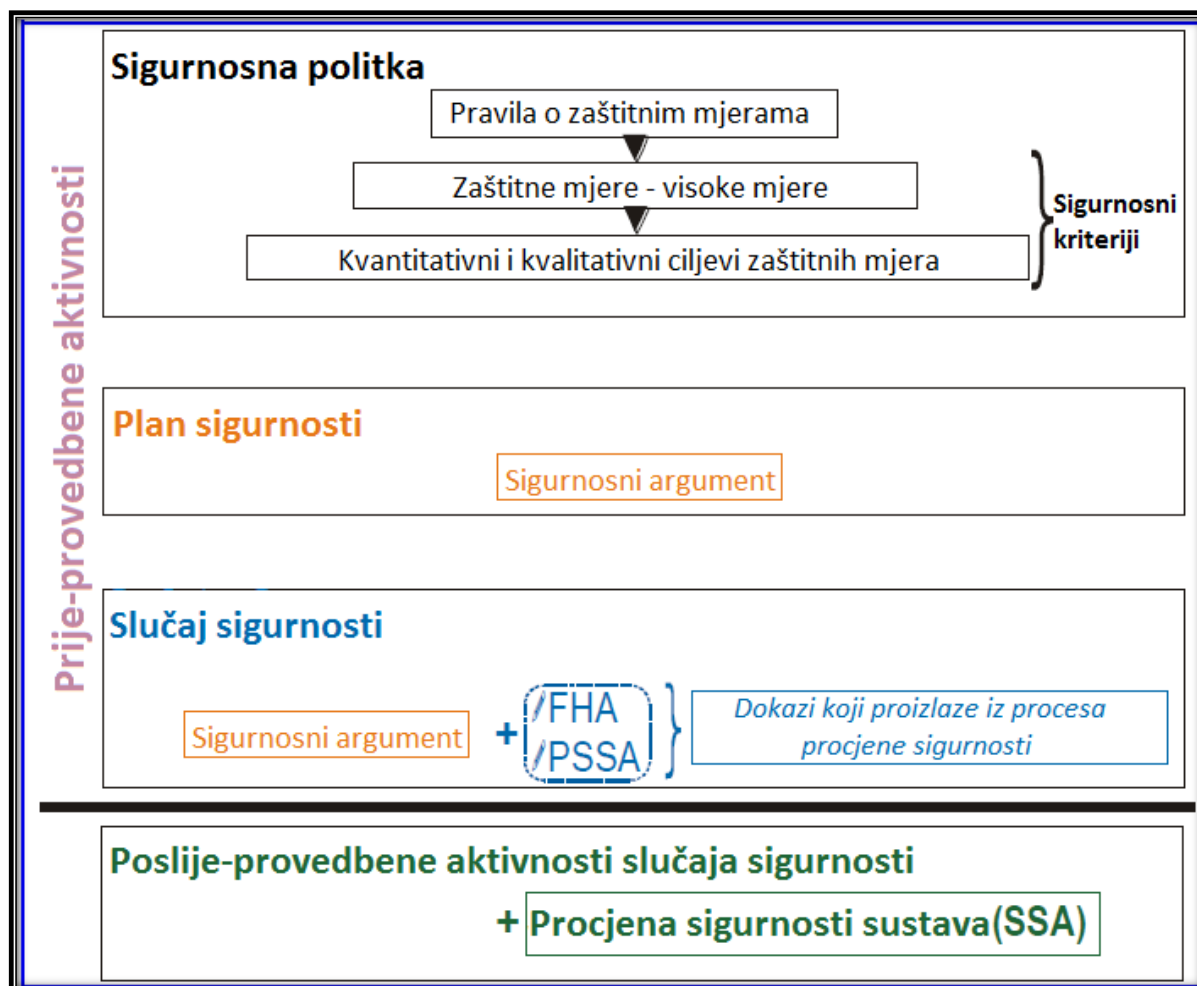 Prije-provedbene aktivnosti
Sigurnosna politka
Pravila o zaštitnim mjerama
Zaštitne mjere - visoke mjere
Kvantitativni i kvalitativni ciljevi zaštitnih mjera
Sigurnosni
kriteriji
Plan sigurnosti
Sigurnosni argument
Slučaj sigurnosti
Sigurnosni argument
+
FHA
PSSA
Dokazi koji proizlaze iz procesa
procjene sigurnosti
Poslije-provedbene aktivnosti slučaja sigurnosti
+ Procjena sigurnosti sustava(SSA)